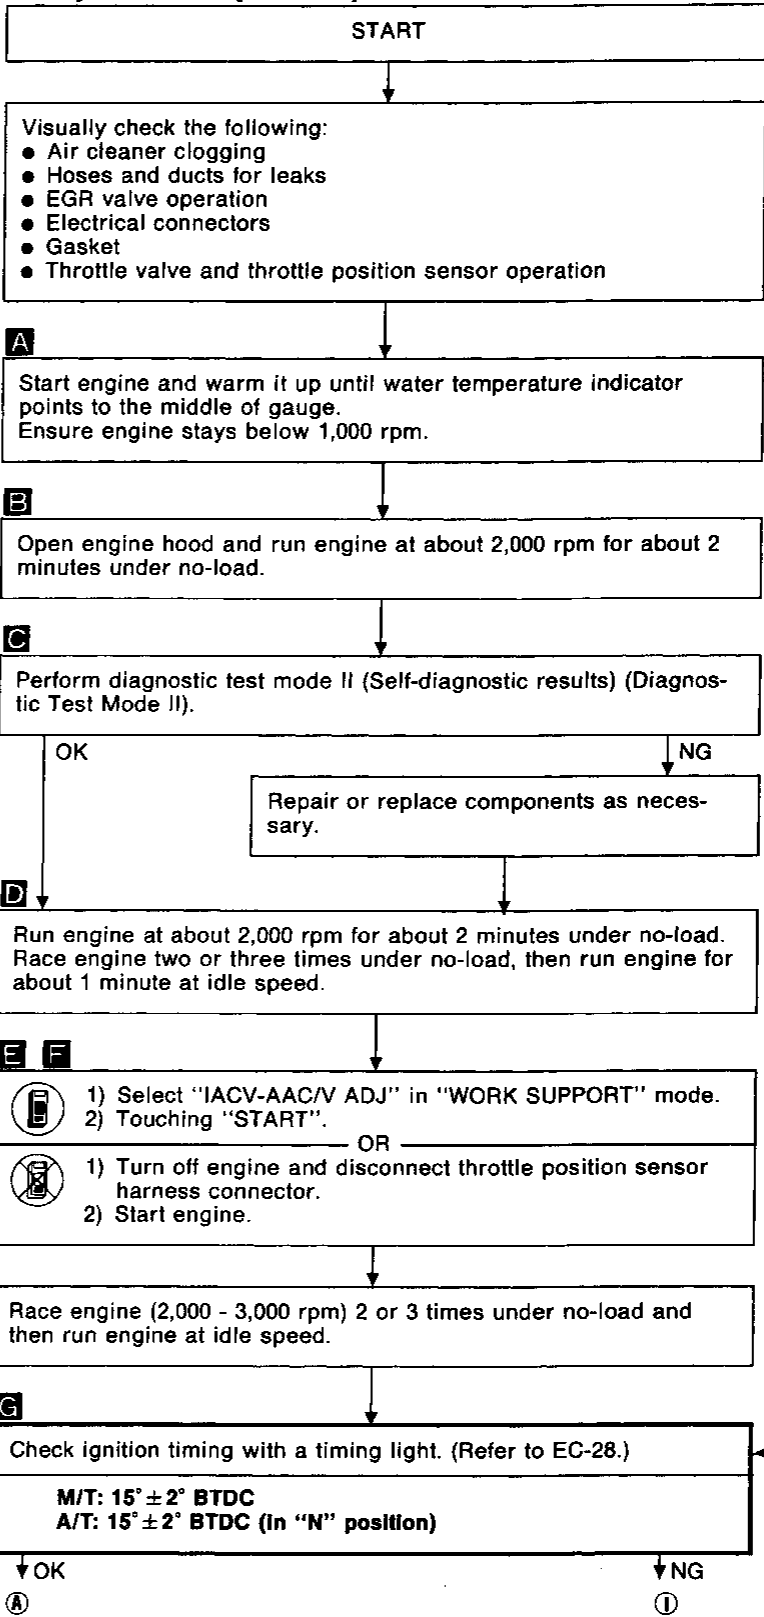 START
Visually check the following:
● Air cleaner clogging
● Hoses and ducts for leaks
● EGR valve operation
● Electrical connectors
● Gasket
● Throttle valve and throttle position sensor operation
A
Start engine and warm it up until water temperature indicator
points to the middle of gauge.
Ensure engine stays below 1,000 rpm.
B
Open engine hood and run engine at about 2,000 rpm for about 2
minutes under no-load.
C
Perform diagnostic test mode II (Self-diagnostic results) (Diagnos-
tic Test Mode II).
OK
NG
Repair or replace components as neces-
sary.
D
Run engine at about 2,000 rpm for about 2 minutes under no-load.
Race engine two or three times under no-load, then run engine for
about 1 minute at idle speed.
E F
1) Select "IACV-AAC/V ADJ" in "WORK SUPPORT" mode.
2) Touching "START".
OR
1) Turn off engine and disconnect throttle position sensor
harness connector.
2) Start engine.
Race engine (2,000 - 3,000 rpm) 2 or 3 times under no-load and
then run engine at idle speed.
G
Check ignition timing with a timing light. (Refer to EC-28.)
M/T: 15°±2° BTDC
A/T: 15°±2° BTDC (in "N" position)
OK
NG
Ⓐ
Ⓘ